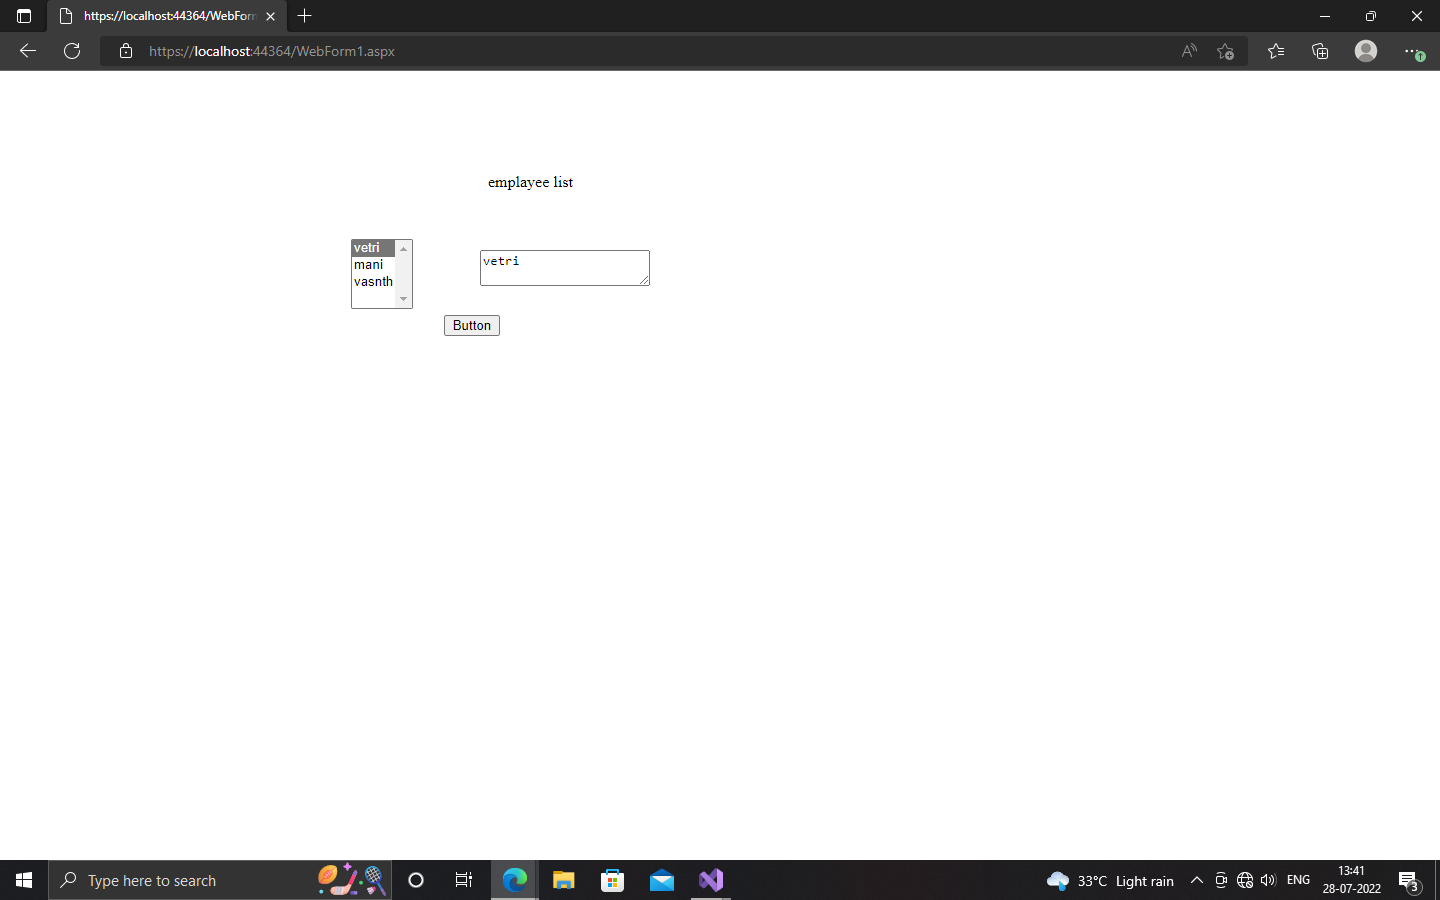 https://localhost:44364/WebForm
https://localhost:44364/WebForm1.aspx
employee list
vetri
mani
vasnth
vetri
Button
Type here to search
33°C Light rain
ENG
13:41
28-07-2022
3